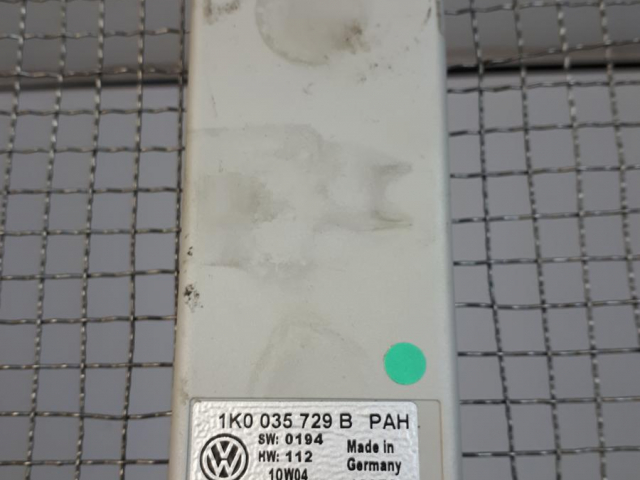 1K0 035 729 B PAH
SW: 0194
HW: 112
10W04
Made in
Germany